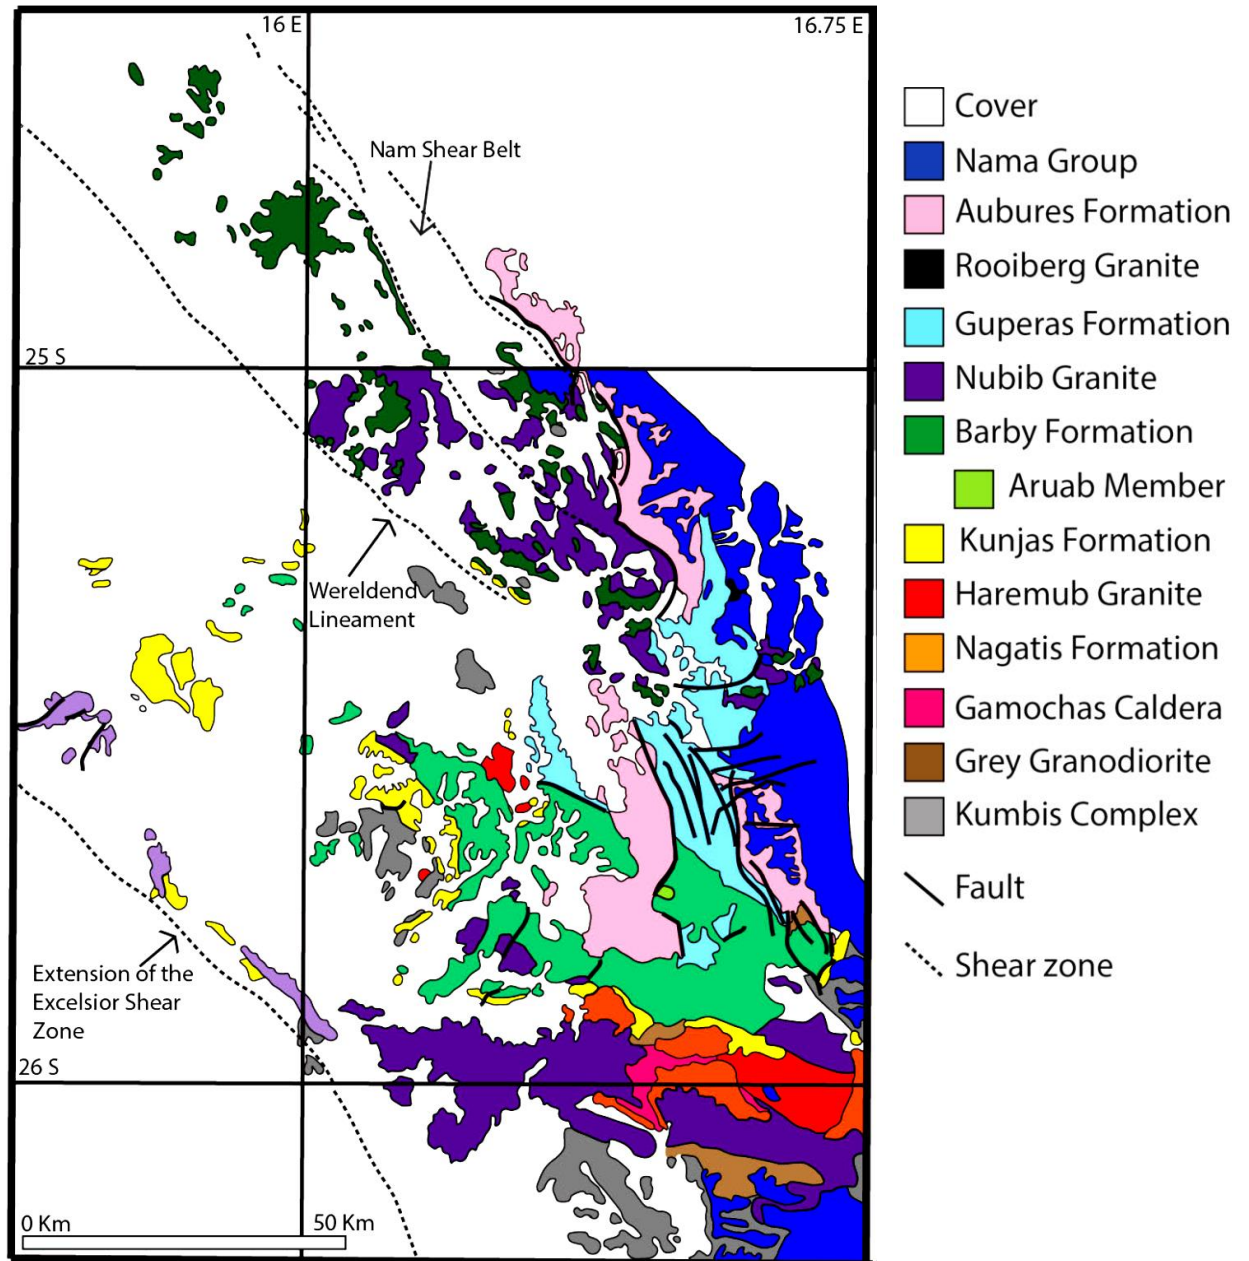 16 E
16.75 E
Nam Shear Belt
25 S
Wereldend
Lineament
Extension of the
Excelsior Shear
Zone
26 S
0 Km
50 Km
Cover
Nama Group
Aubures Formation
Rooiberg Granite
Guperas Formation
Nubib Granite
Barby Formation
Aruab Member
Kunjas Formation
Haremub Granite
Nagatis Formation
Gamochas Caldera
Grey Granodiorite
Kumbis Complex
Fault
Shear zone